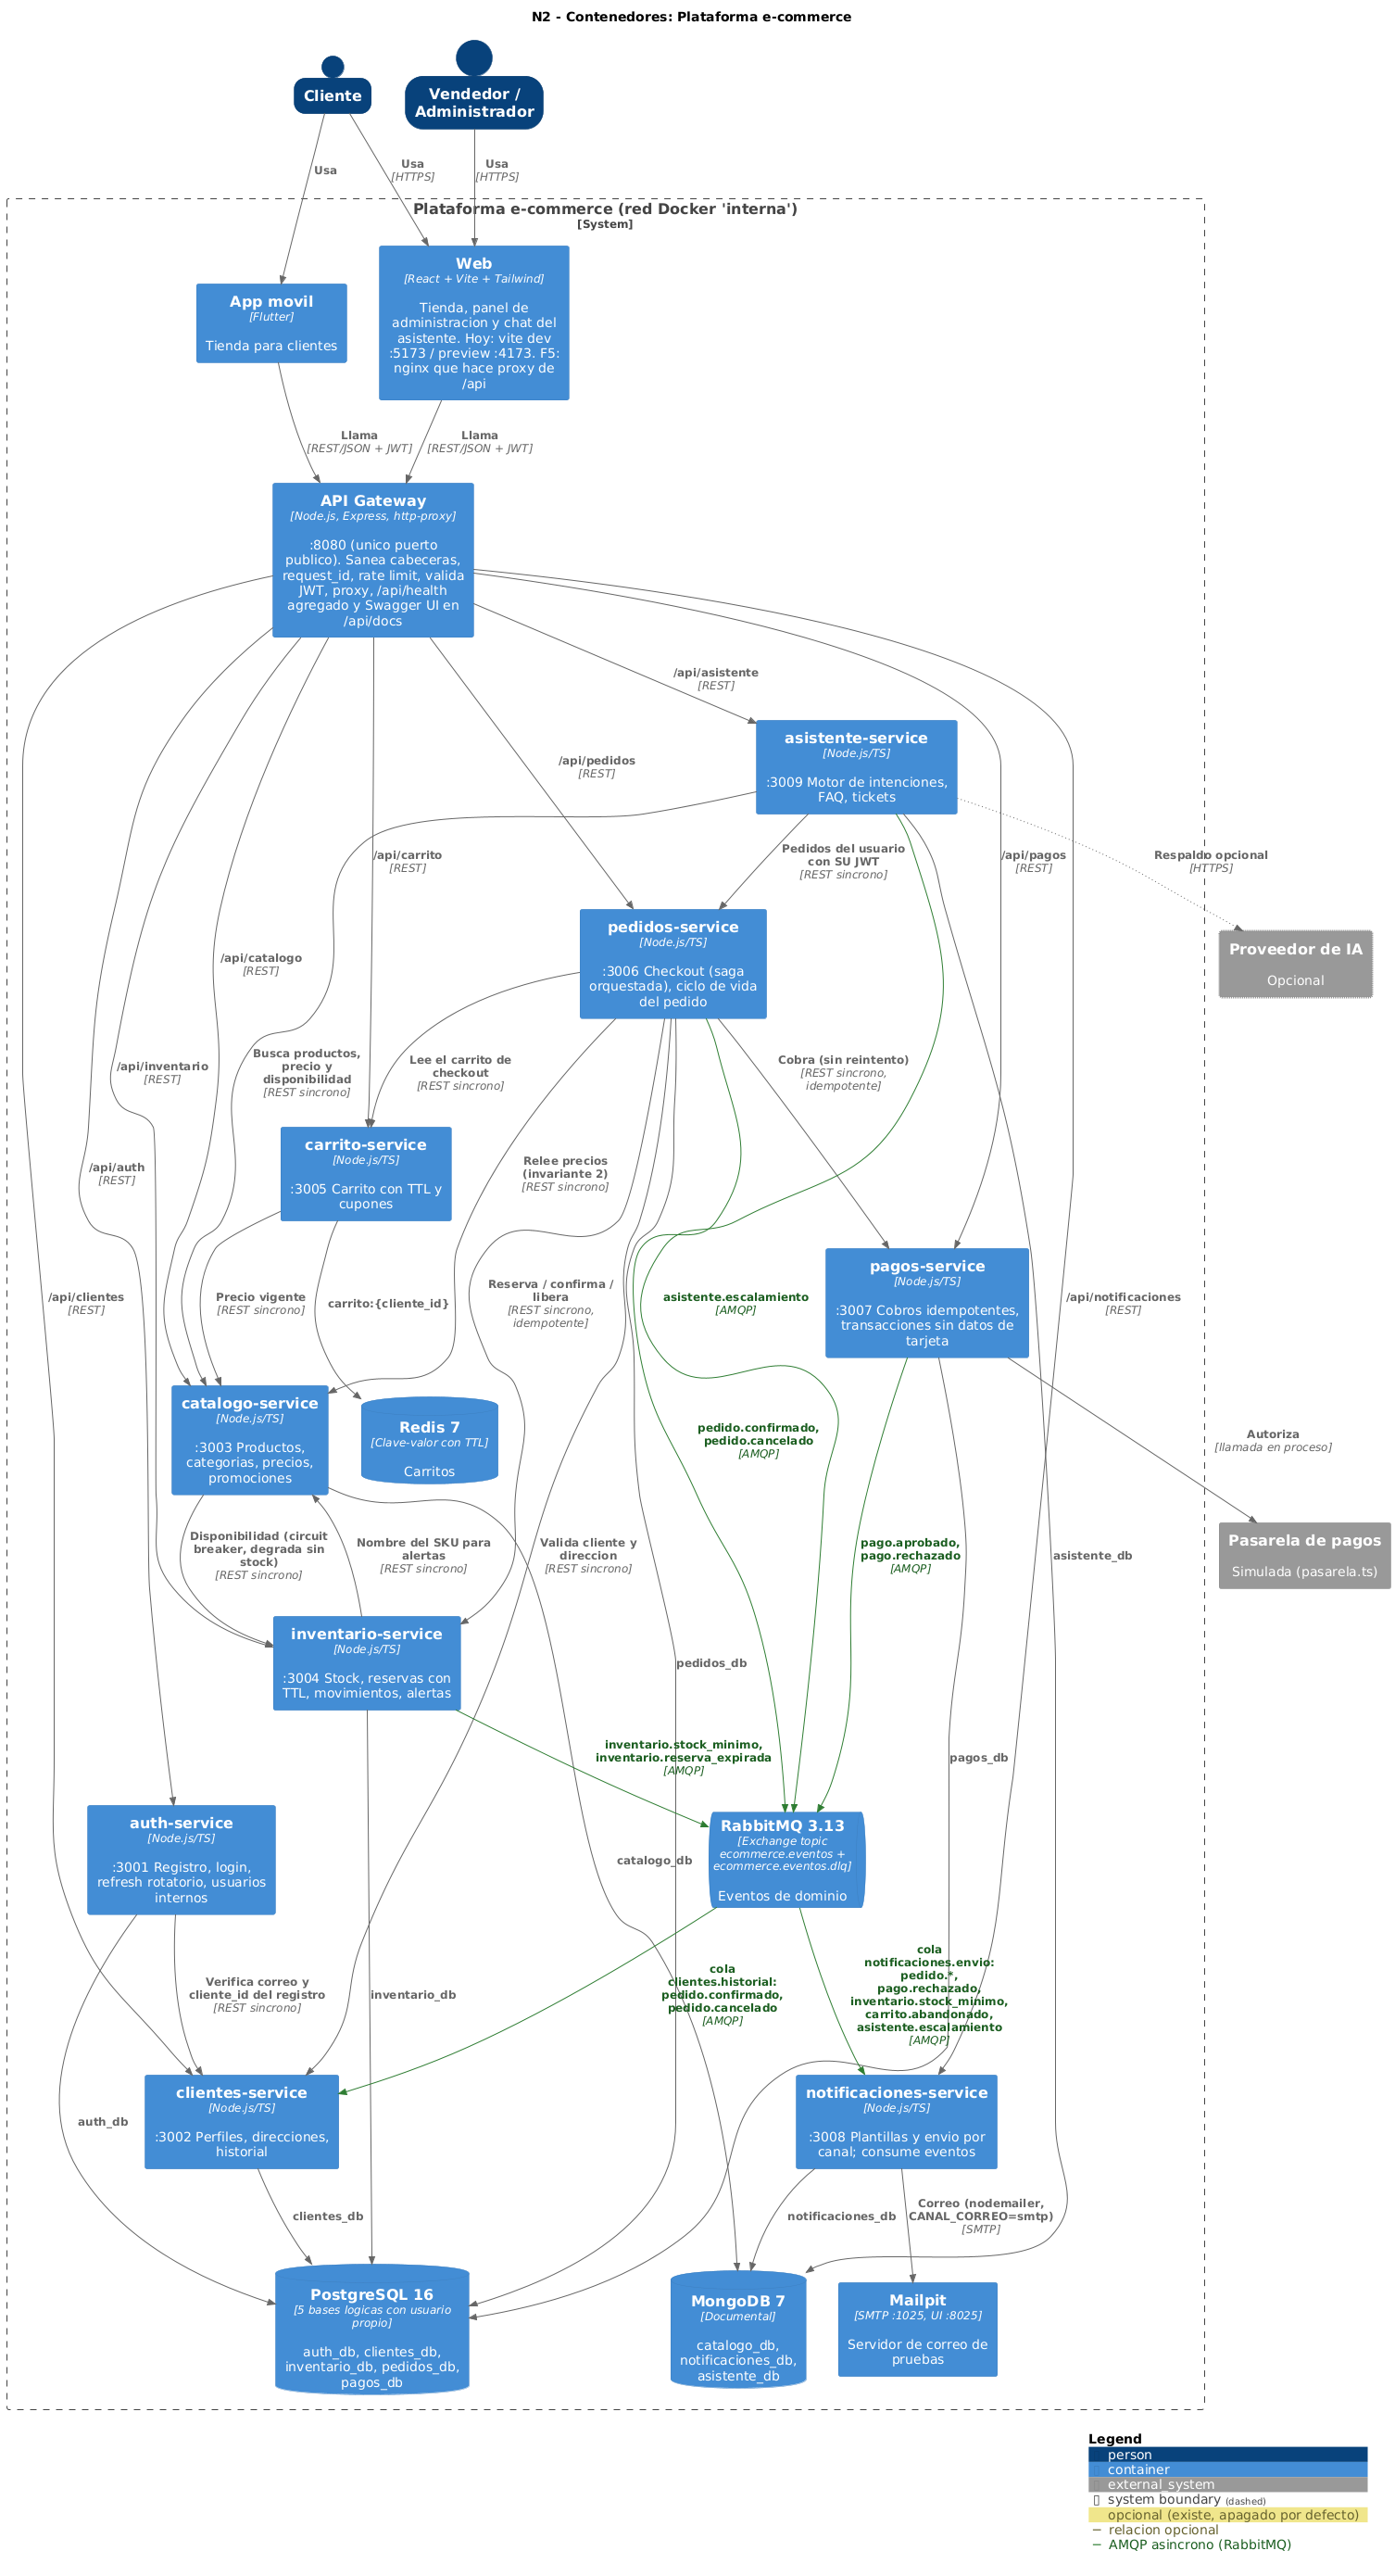 N2 - Contenedores: Plataforma e-commerce
Cliente
Vendedor /
Administrador
Usa
Usa
[HTTPS]
Usa
[HTTPS]
Plataforma e-commerce (red Docker 'interna')
[System]
Web
[React + Vite + Tailwind]
Tienda, panel de
administracion y chat del
asistente. Hoy: vite dev
:5173 / preview :4173. F5:
nginx que hace proxy de
/api
App movil
[Flutter]
Tienda para clientes
Llama
[REST/JSON + JWT]
Llama
[REST/JSON + JWT]
API Gateway
[Node.js, Express, http-proxy]
:8080 (unico puerto
publico). Sanea cabeceras,
request_id, rate limit, valida
JWT, proxy, /api/health
agregado y Swagger UI en
/api/docs
/api/asistente
[REST]
asistente-service
[Node.js/TS]
:3009 Motor de intenciones,
FAQ, tickets
/api/pedidos
[REST]
/api/carrito
[REST]
Pedidos del usuario
con SU JWT
[REST sincrono]
/api/pagos
[REST]
Respaldo opcional
[HTTPS]
pedidos-service
[Node.js/TS]
:3006 Checkout (saga
orquestada), ciclo de vida
del pedido
Proveedor de IA
Opcional
/api/catalogo
[REST]
/api/inventario
[REST]
Busca productos,
precio y
disponibilidad
[REST sincrono]
Lee el carrito de
checkout
[REST sincrono]
Cobra (sin reintento)
[REST sincrono,
idempotente]
carrito-service
[Node.js/TS]
:3005 Carrito con TTL y
cupones
/api/auth
[REST]
Relee precios
(invariante 2)
[REST sincrono]
pagos-service
[Node.js/TS]
:3007 Cobros idempotentes,
transacciones sin datos de
tarjeta
/api/clientes
[REST]
Precio vigente
[REST sincrono]
carrito:{cliente_id}
Reserva / confirma /
libera
[REST sincrono,
idempotente]
asistente.escalamiento
[AMQP]
/api/notificaciones
[REST]
catalogo-service
[Node.js/TS]
:3003 Productos,
categorias, precios,
promociones
Redis 7
[Clave-valor con TTL]
Carritos
pedido.confirmado,
pedido.cancelado
[AMQP]
Autoriza
[llamada en proceso]
Disponibilidad (circuit
breaker, degrada sin
stock)
[REST sincrono]
Nombre del SKU para
alertas
[REST sincrono]
Valida cliente y
direccion
[REST sincrono]
pago.aprobado,
pago.rechazado
[AMQP]
asistente_db
Pasarela de pagos
Simulada (pasarela.ts)
inventario-service
[Node.js/TS]
:3004 Stock, reservas con
TTL, movimientos, alertas
pedidos_db
inventario.stock_minimo,
inventario.reserva_expirada
[AMQP]
pagos_db
auth-service
[Node.js/TS]
:3001 Registro, login,
refresh rotatorio, usuarios
internos
catalogo_db
RabbitMQ 3.13
[Exchange topic
ecommerce.eventos +
ecommerce.eventos.dlq]
Eventos de dominio
Verifica correo y
cliente_id del registro
[REST sincrono]
inventario_db
cola
clientes.historial:
pedido.confirmado,
pedido.cancelado
[AMQP]
cola
notificaciones.envio:
pedido.*,
pago.rechazado,
inventario.stock_minimo,
carrito.abandonado,
asistente.escalamiento
[AMQP]
auth_db
clientes-service
[Node.js/TS]
:3002 Perfiles, direcciones,
historial
notificaciones-service
[Node.js/TS]
:3008 Plantillas y envio por
canal; consume eventos
clientes_db
notificaciones_db
Correo (nodemailer,
CANAL_CORREO=smtp)
[SMTP]
PostgreSQL 16
[5 bases logicas con usuario
propio]
auth_db, clientes_db,
inventario_db, pedidos_db,
pagos_db
MongoDB 7
[Documental]
catalogo_db,
notificaciones_db,
asistente_db
Mailpit
[SMTP :1025, UI :8025]
Servidor de correo de
pruebas
Legend
person
container
external_system
system boundary (dashed)
opcional (existe, apagado por defecto)
relacion opcional
AMQP asincrono (RabbitMQ)